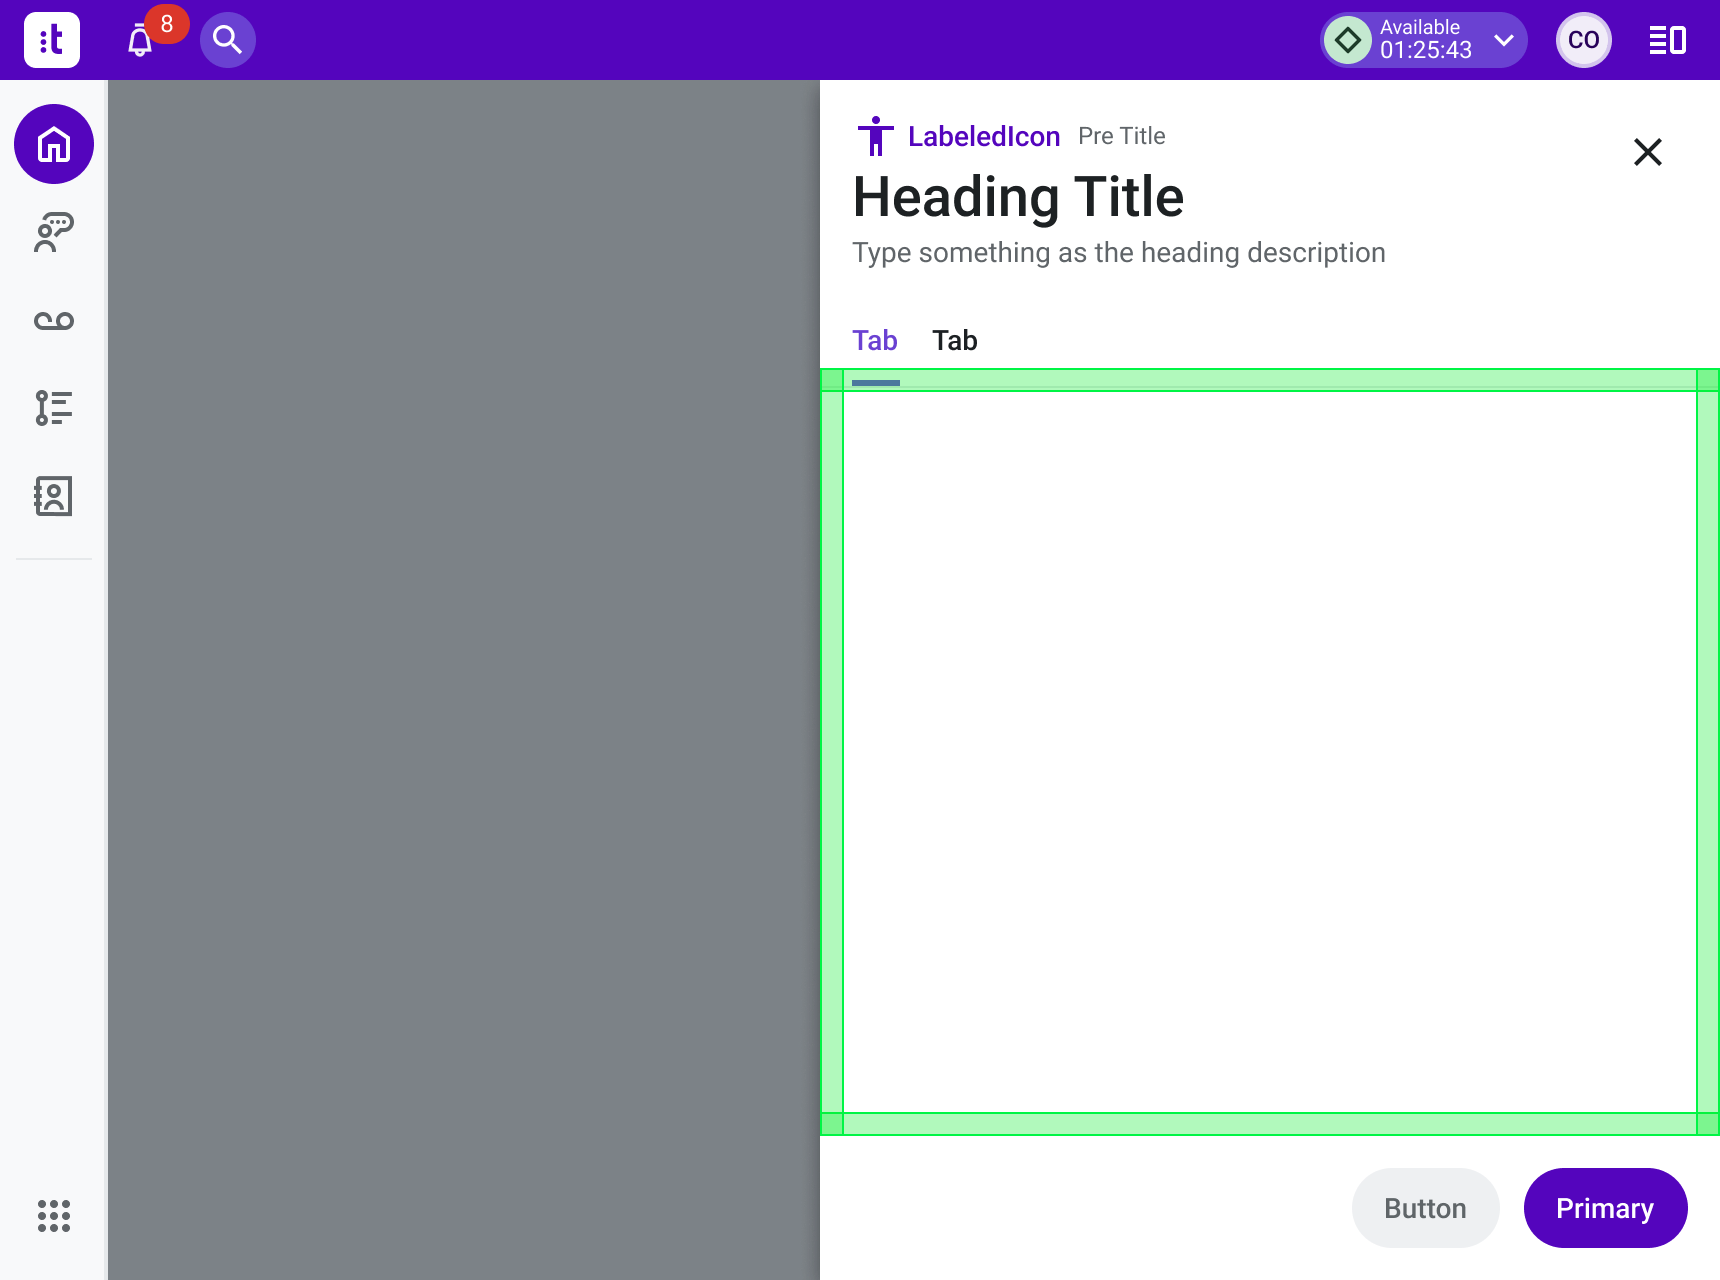 :t
8
Available
01:25:43
CO
LabeledIcon Pre Title
Heading Title
Type something as the heading description
Tab Tab
Button Primary